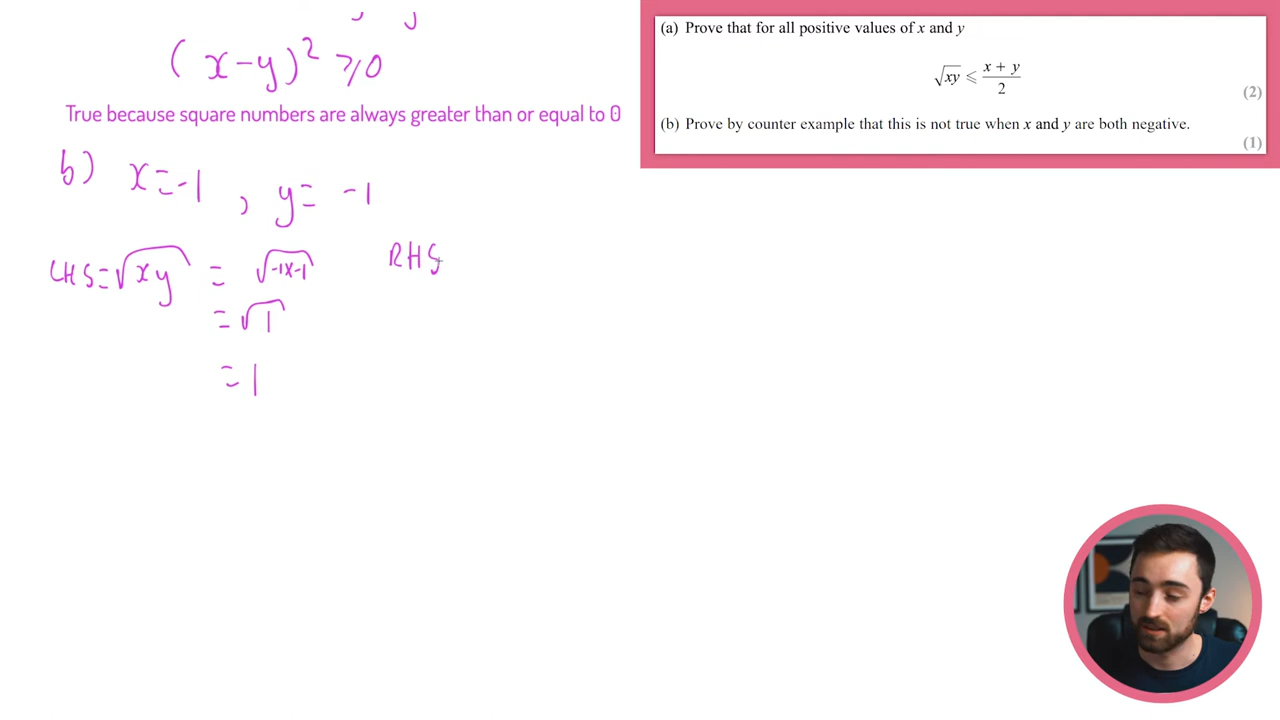 (x-y)² ⩾0
True because square numbers are always greater than or equal to 0
b) x=-1 , y= -1
LHS=√xy = √-1x-1 RHS
=√1
=1
(a) Prove that for all positive values of x and y
√xy ⩽ x + y / 2
(2)
(b) Prove by counter example that this is not true when x and y are both negative.
(1)